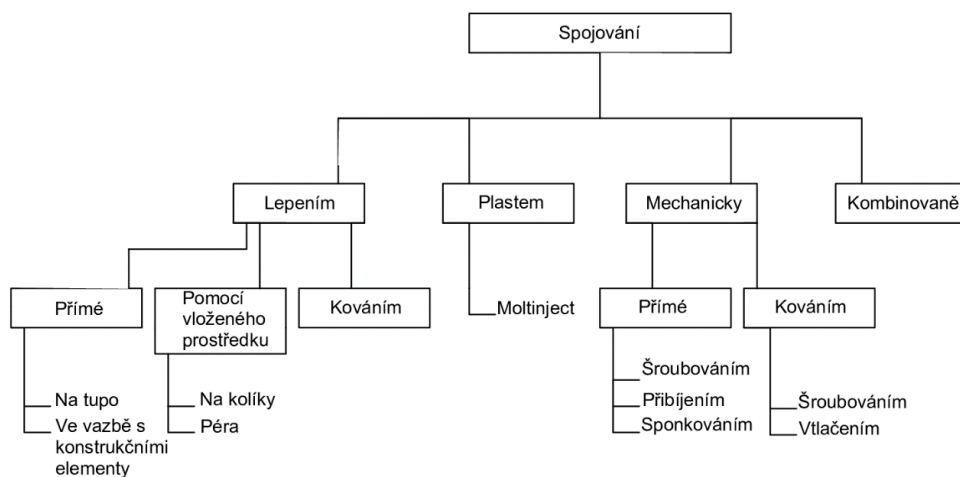 Spojování
Lepením
Plastem
Mechanicky
Kombinovaně
Přímé
Pomocí
vloženého
prostředku
Kováním
Moltinject
Přímé
Kováním
Na tupo
Ve vazbě s
konstrukčními
elementy
Na kolíky
Péra
Šroubováním
Přibíjením
Sponkováním
Šroubováním
Vtlačením